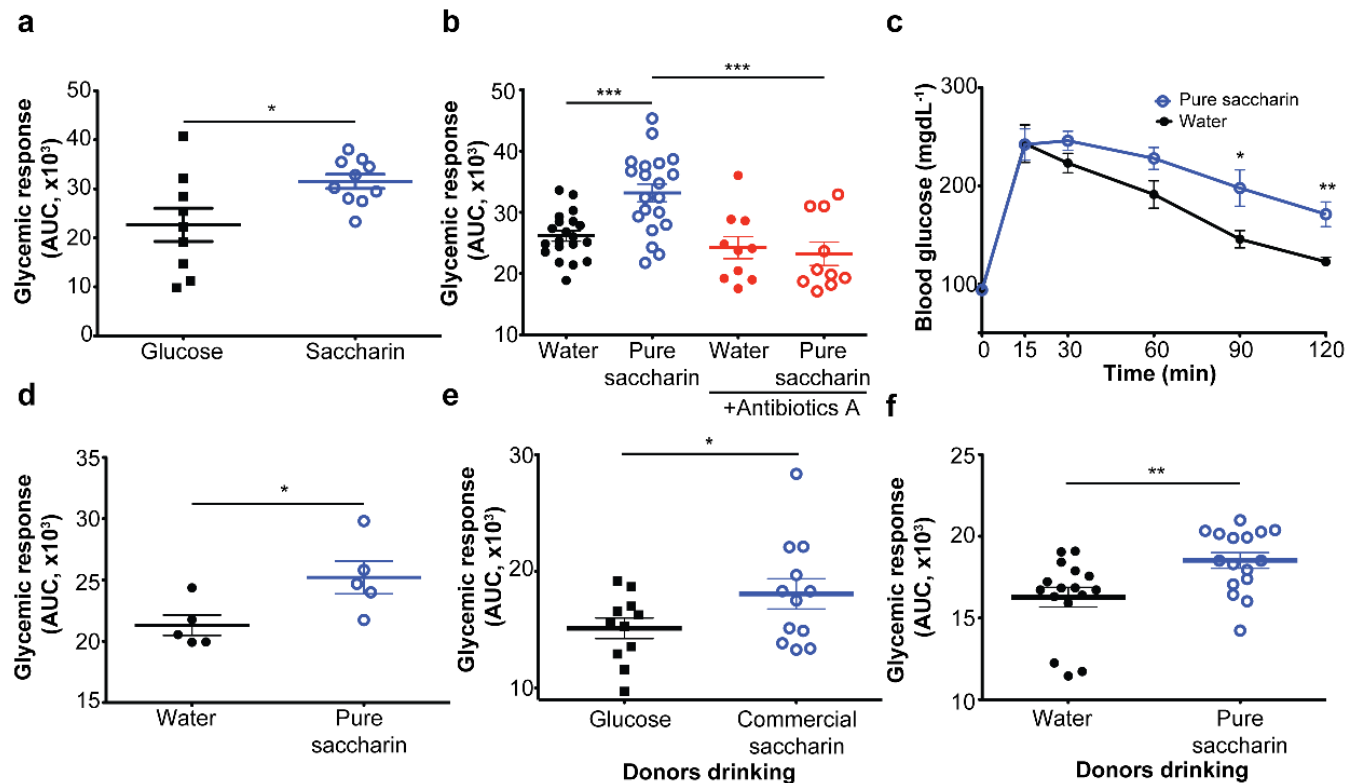 a
Glycemic response
(AUC, x10³)
50
40
30
20
10
0
*
Glucose
Saccharin
b
Glycemic response
(AUC, x10³)
50
40
30
20
10
***
***
Water
Pure
saccharin
Water
Pure
saccharin
+Antibiotics A
c
Blood glucose (mgdL⁻¹)
300
200
100
Pure saccharin
Water
*
**
0
15
30
60
90
120
Time (min)
d
Glycemic response
(AUC, x10³)
35
30
25
20
15
*
Water
Pure
saccharin
e
Glycemic response
(AUC, x10³)
30
20
10
*
Glucose
Commercial
saccharin
Donors drinking
f
Glycemic response
(AUC, x10³)
25
20
15
10
**
Water
Pure
saccharin
Donors drinking